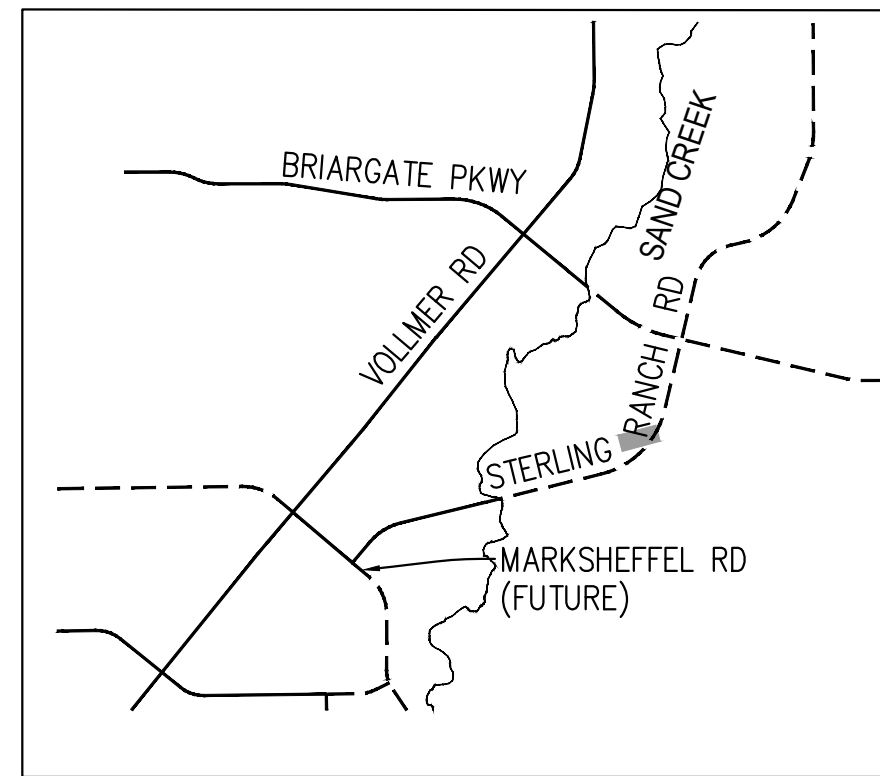 BRIARGATE PKWY
SAND CREEK
VOLLMER RD
STERLING RANCH RD
MARKSHEFFEL RD
(FUTURE)